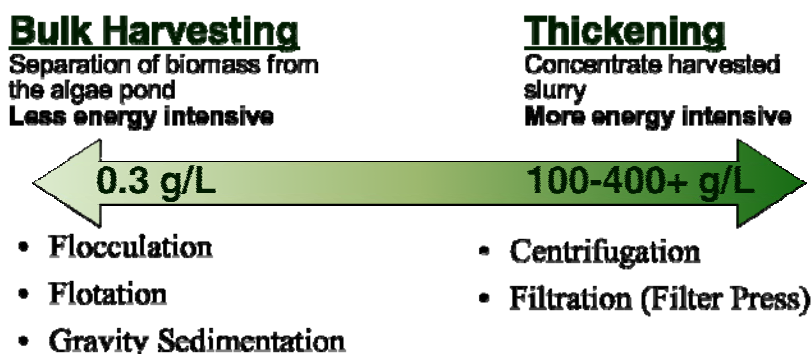 Bulk Harvesting
Separation of biomass from
the algae pond
Less energy intensive
Thickening
Concentrate harvested
slurry
More energy intensive
0.3 g/L
100-400+ g/L
• Flocculation
• Flotation
• Gravity Sedimentation
• Centrifugation
• Filtration (Filter Press)